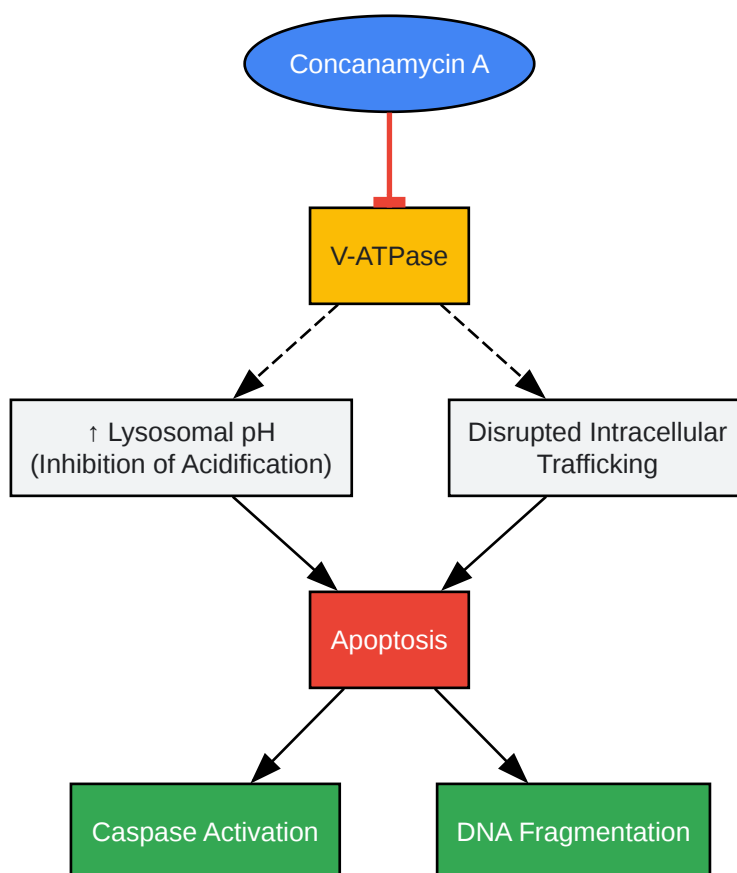 Concanamycin A
V-ATPase
↑ Lysosomal pH
(Inhibition of Acidification)
Disrupted Intracellular
Trafficking
Apoptosis
Caspase Activation
DNA Fragmentation